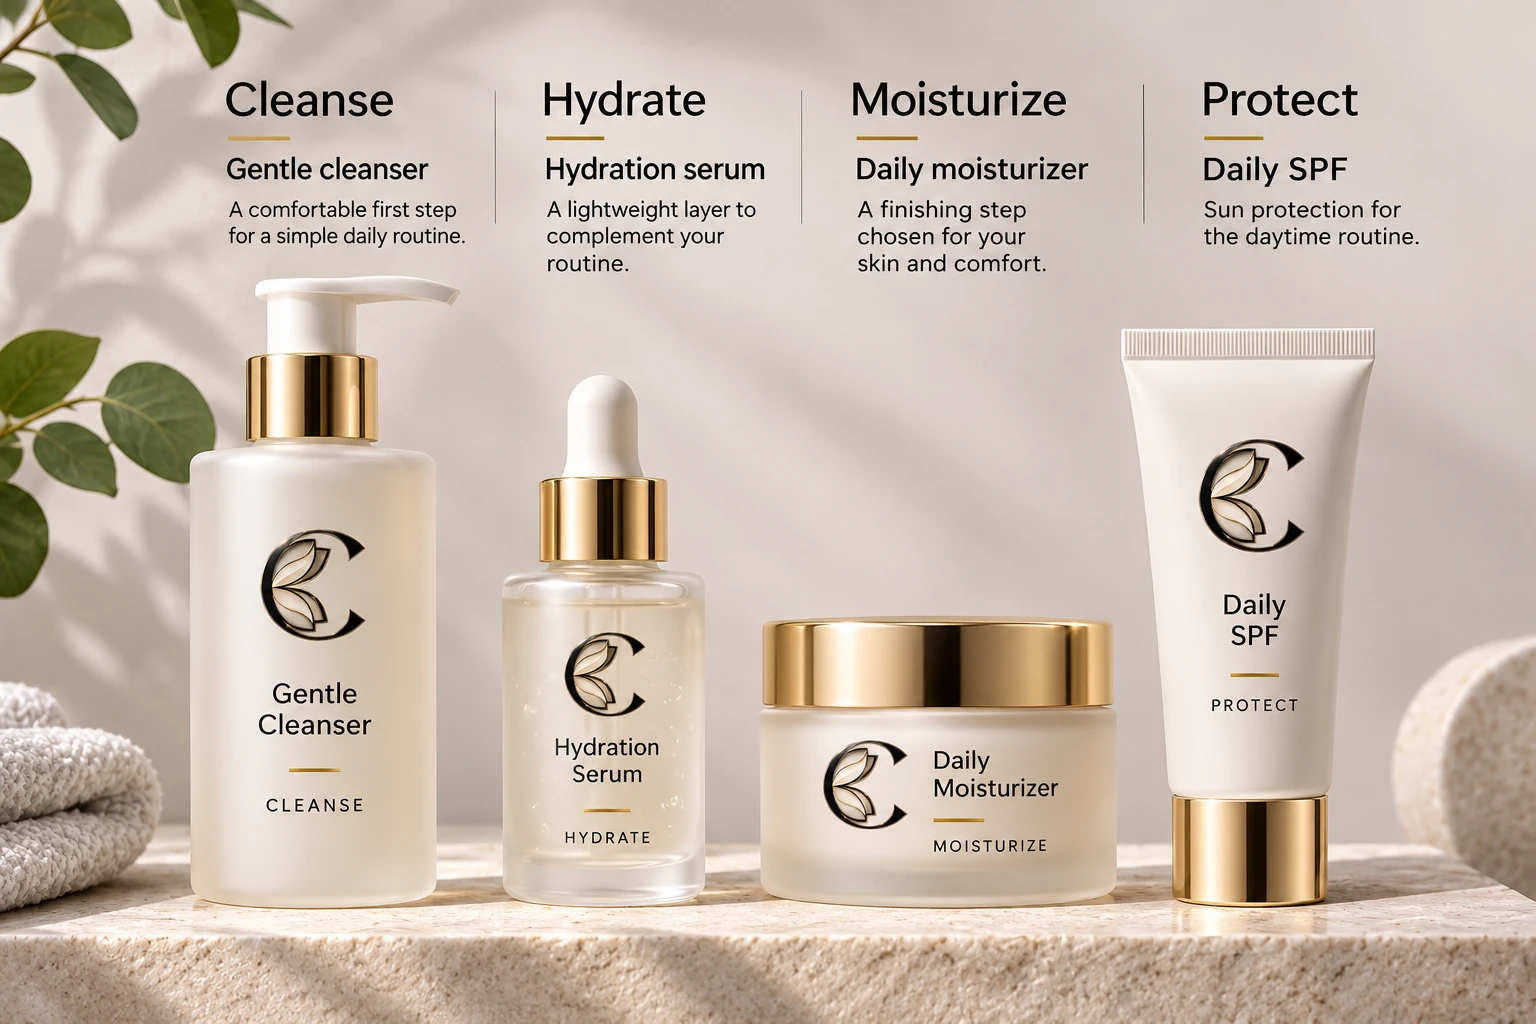 Cleanse
Gentle cleanser
A comfortable first step
for a simple daily routine.
Hydrate
Hydration serum
A lightweight layer to
complement your
routine.
Moisturize
Daily moisturizer
A finishing step
chosen for your
skin and comfort.
Protect
Daily SPF
Sun protection for
the daytime routine.
C
Gentle
Cleanser
CLEANSE
C
Hydration
Serum
HYDRATE
C
Daily
Moisturizer
MOISTURIZE
C
Daily
SPF
PROTECT